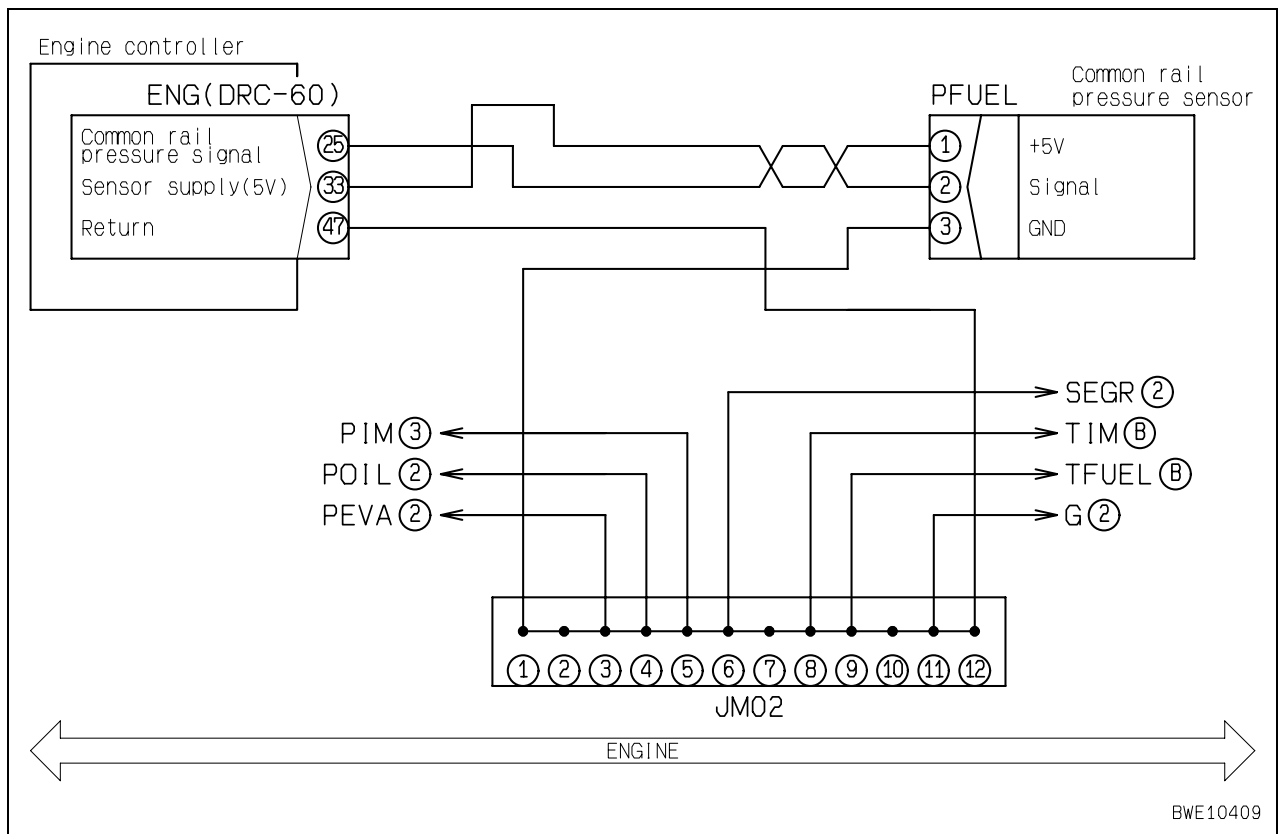 Engine controller
ENG(DRC-60)
Common rail
pressure signal
25
Sensor supply(5V)
33
Return
47
Common rail
pressure sensor
PFUEL
1
+5V
2
Signal
3
GND
PIM 3
POIL 2
PEVA 2
SEGR 2
TIM B
TFUEL B
G 2
1 2 3 4 5 6 7 8 9 10 11 12
JM02
ENGINE
BWE10409